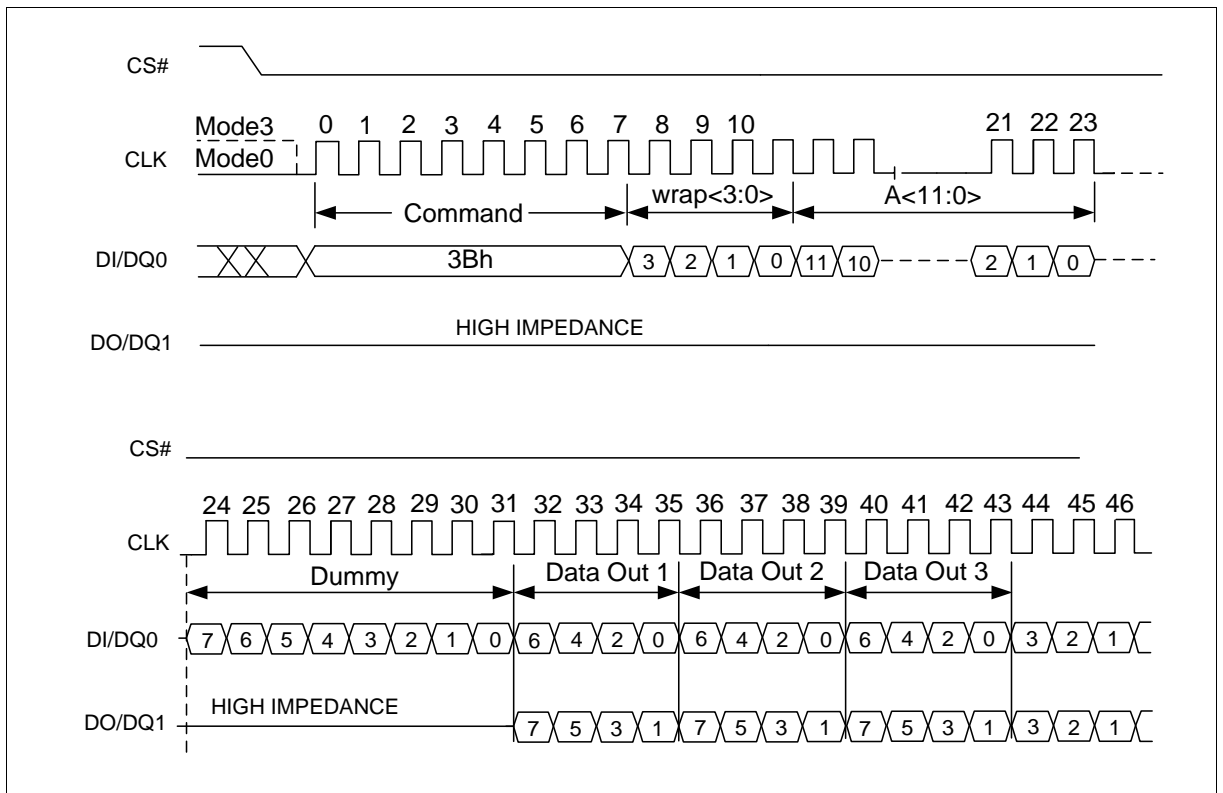 CS#
Mode3 0 1 2 3 4 5 6 7 8 9 10 21 22 23
CLK Mode0
Command wrap<3:0> A<11:0>
DI/DQ0 3Bh 3 2 1 0 11 10 2 1 0
HIGH IMPEDANCE
DO/DQ1
CS#
24 25 26 27 28 29 30 31 32 33 34 35 36 37 38 39 40 41 42 43 44 45 46
CLK
Dummy Data Out 1 Data Out 2 Data Out 3
DI/DQ0 7 6 5 4 3 2 1 0 6 4 2 0 6 4 2 0 6 4 2 0 3 2 1
HIGH IMPEDANCE
DO/DQ1 7 5 3 1 7 5 3 1 7 5 3 1 3 2 1